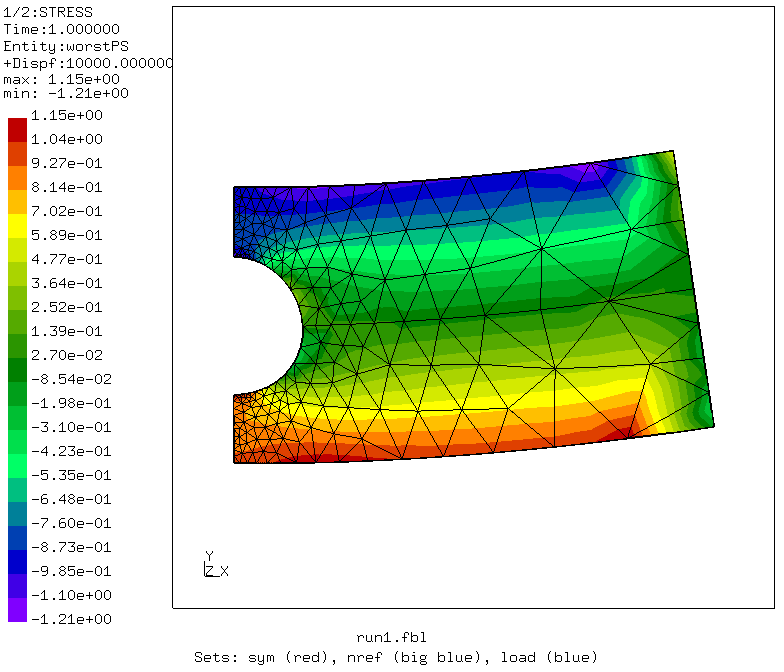 1/2:STRESS
Time:1.000000
Entity:worstPS
+Dispf:10000.000000
max: 1.15e+00
min: -1.21e+00
1.15e+00
1.04e+00
9.27e-01
8.14e-01
7.02e-01
5.89e-01
4.77e-01
3.64e-01
2.52e-01
1.39e-01
2.70e-02
-8.54e-02
-1.98e-01
-3.10e-01
-4.23e-01
-5.35e-01
-6.48e-01
-7.60e-01
-8.73e-01
-9.85e-01
-1.10e+00
-1.21e+00
Y
Z X
run1.fbl
Sets: sym (red), nref (big blue), load (blue)